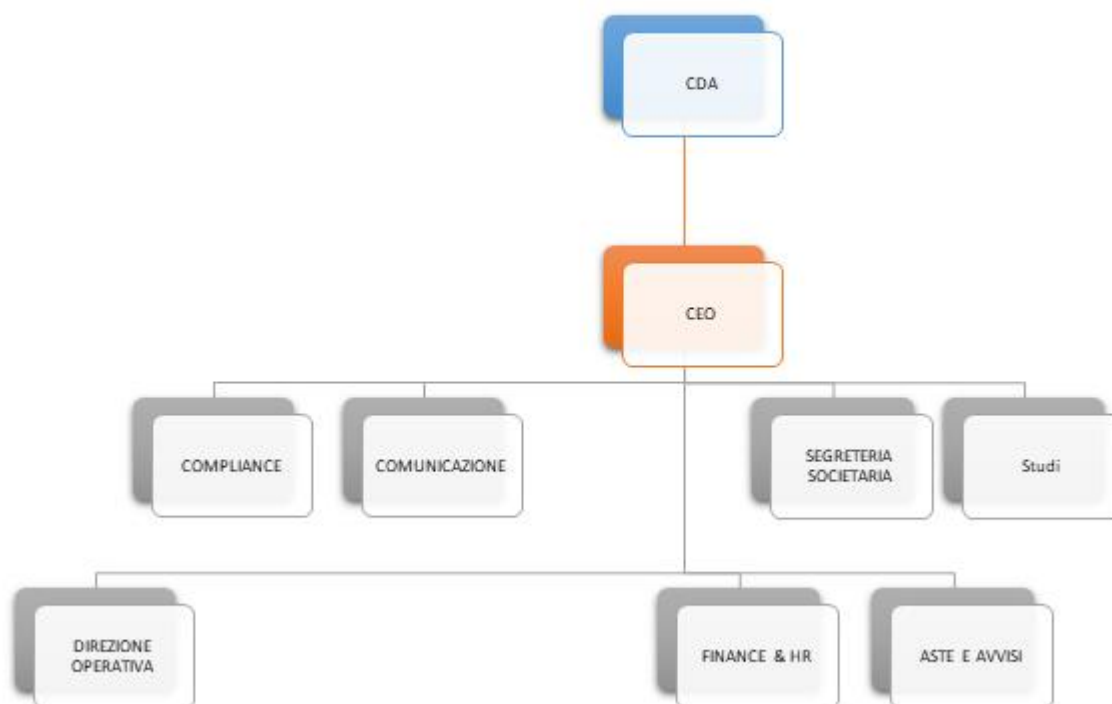 CDA
CEO
COMPLIANCE
COMUNICAZIONE
SEGRETERIA
SOCIETARIA
Studi
DIREZIONE
OPERATIVA
FINANCE & HR
ASTE E AVVISI